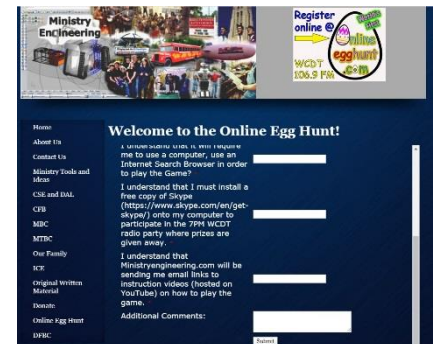 Ministry
Engineering
Register
online @
World's
First
Online
egghunt
.com
WCDT
106.9 FM
Home
About Us
Contact Us
Ministry Tools and
Ideas
CSE and DAL
CFB
MBC
MTBC
Our Family
ICE
Original Written
Material
Donate
Online Egg Hunt
DFBC
Welcome to the Online Egg Hunt!
I understand that it will require
me to use a computer, use an
Internet Search Browser in order
to play the Game?
I understand that I must install a
free copy of Skype
(https://www.skype.com/en/get-
skype/) onto my computer to
participate in the 7PM WCDT
radio party where prizes are
given away.
I understand that
Ministryengineering.com will be
sending me email links to
instruction videos (hosted on
YouTube) on how to play the
game.
Additional Comments:
Submit